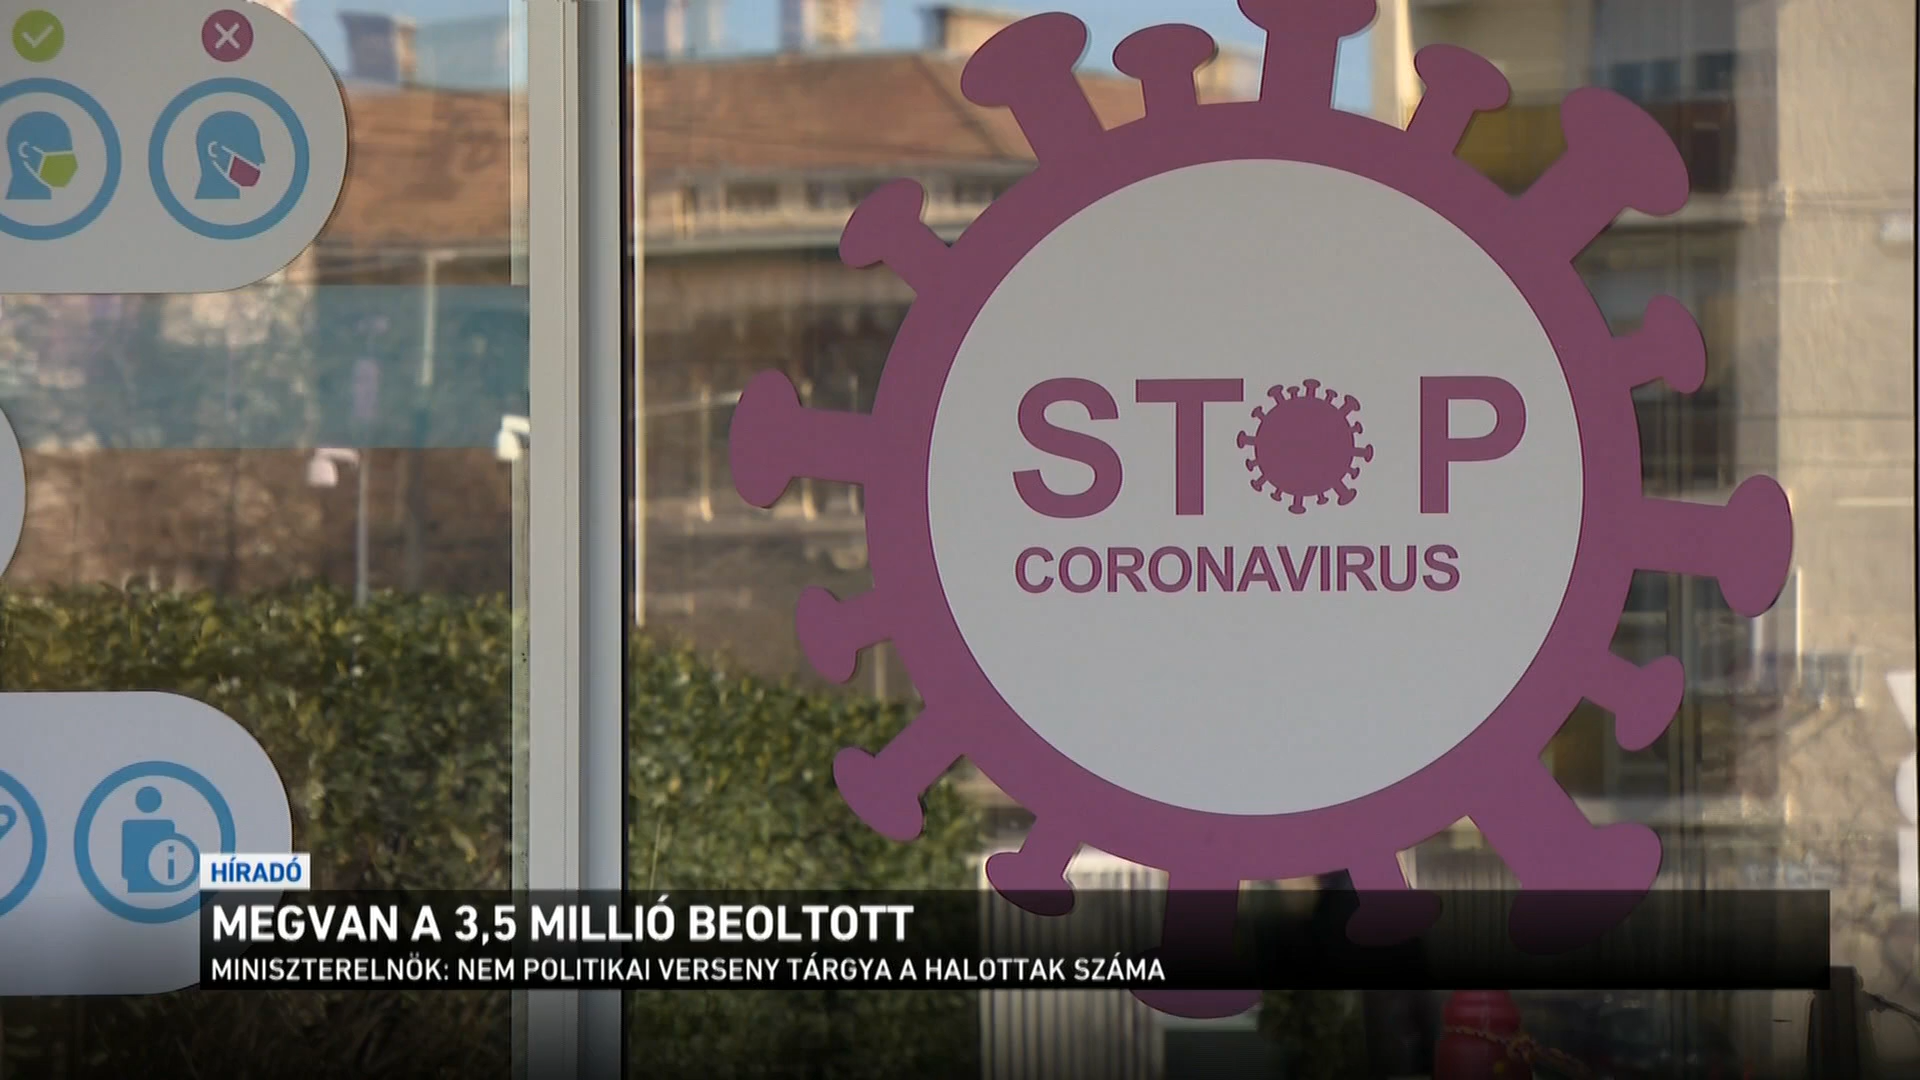 STOP
CORONAVIRUS
HÍRADÓ
MEGVAN A 3,5 MILLIÓ BEOLTOTT
MINISZTERELNÖK: NEM POLITIKAI VERSENY TÁRGYA A HALOTTAK SZÁMA